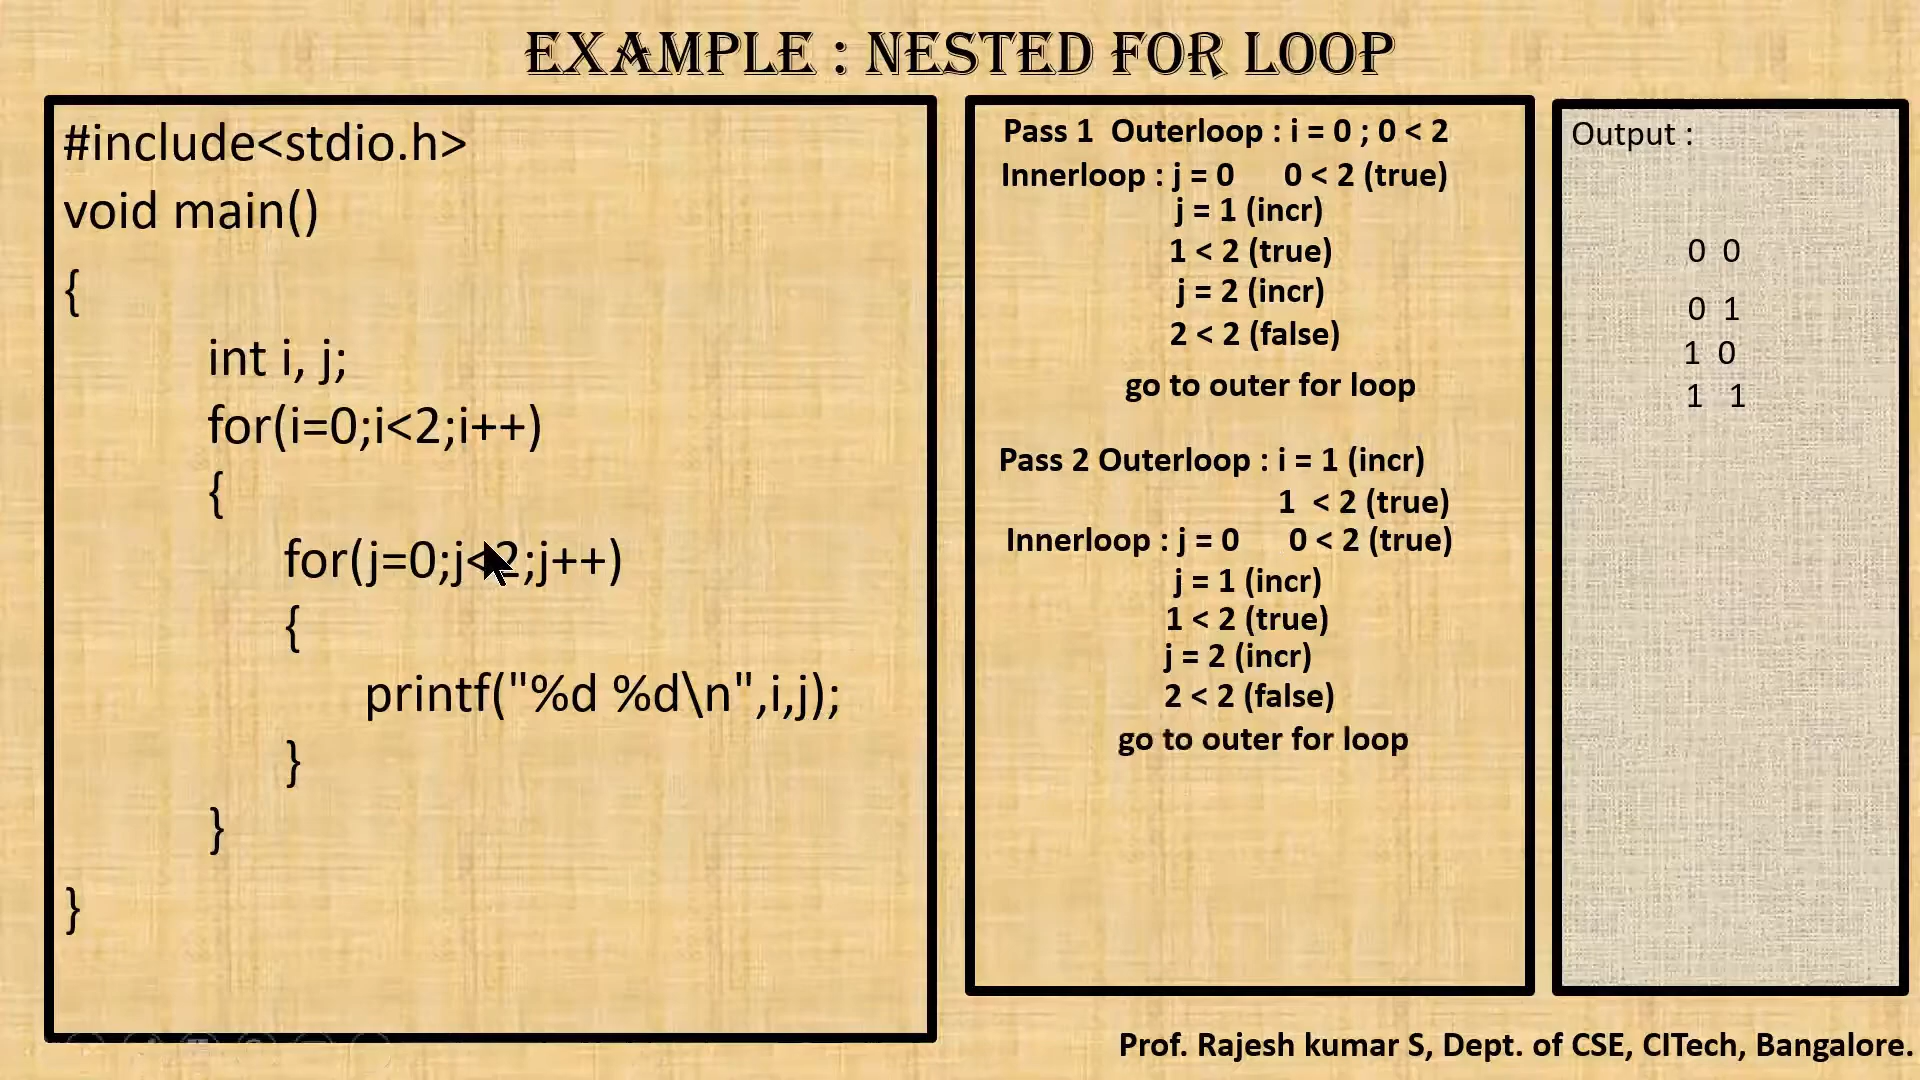 EXAMPLE : NESTED FOR LOOP
#include<stdio.h>
void main()
{
int i, j;
for(i=0;i<2;i++)
{
for(j=0;j<2;j++)
{
printf("%d %d\n",i,j);
}
}
}
Pass 1 Outerloop : i = 0 ; 0 < 2
Innerloop : j = 0 0 < 2 (true)
j = 1 (incr)
1 < 2 (true)
j = 2 (incr)
2 < 2 (false)
go to outer for loop
Pass 2 Outerloop : i = 1 (incr)
1 < 2 (true)
Innerloop : j = 0 0 < 2 (true)
j = 1 (incr)
1 < 2 (true)
j = 2 (incr)
2 < 2 (false)
go to outer for loop
Output :
0 0
0 1
1 0
1 1
Prof. Rajesh kumar S, Dept. of CSE, CITech, Bangalore.